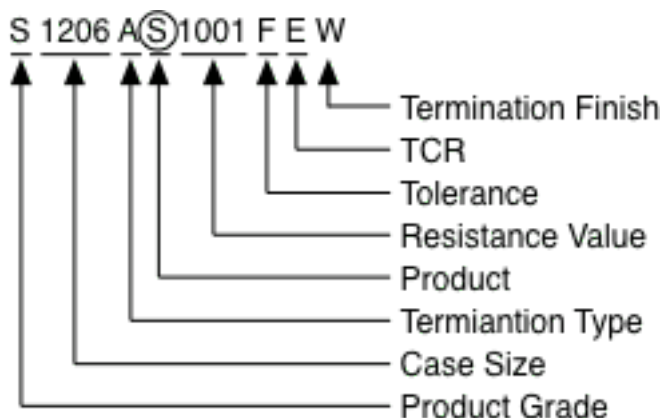 S 1206 A S 1001 F E W
Termination Finish
TCR
Tolerance
Resistance Value
Product
Termiantion Type
Case Size
Product Grade